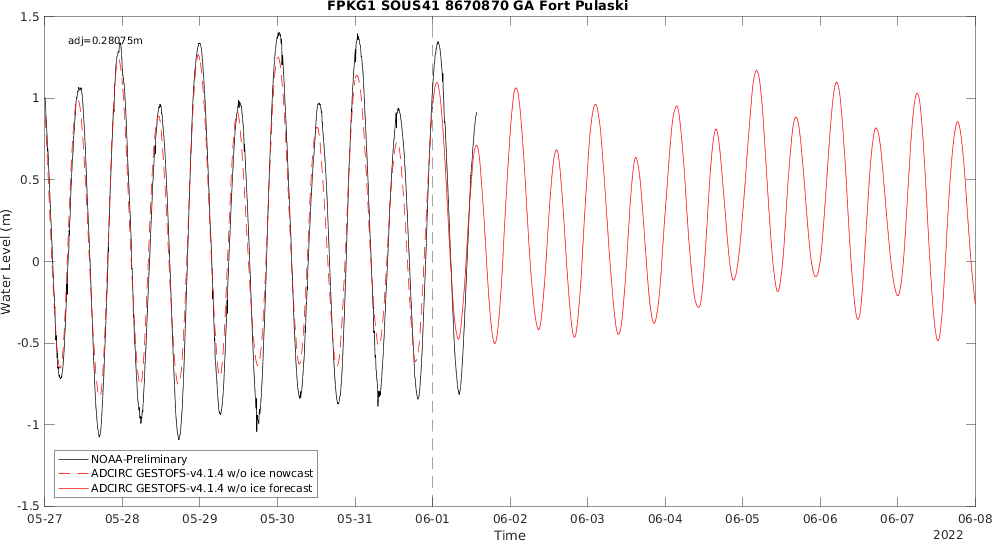 FPKG1 SOUS41 8670870 GA Fort Pulaski
adj=0.28075m
1.5
1
0.5
0
-0.5
-1
-1.5
Water Level (m)
NOAA-Preliminary
ADCIRC GESTOFS-v4.1.4 w/o ice nowcast
ADCIRC GESTOFS-v4.1.4 w/o ice forecast
05-27 05-28 05-29 05-30 05-31 06-01 06-02 06-03 06-04 06-05 06-06 06-07 06-08
Time
2022